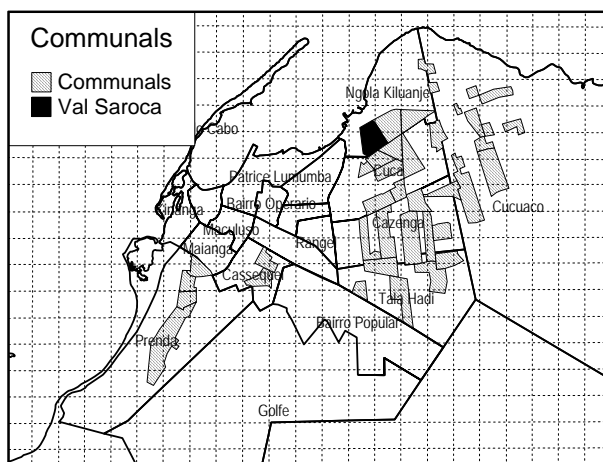 Communals
Communals
Val Saroca
Ngola Kiluanje
Cabo
Patrice Lumumba
Cuca
Kinanga
Bairro Operario
Cucuaco
Maculuso
Cazenga
Rangel
Maianga
Cassequel
Tala Hadi
Bairro Popular
Prenda
Golfe